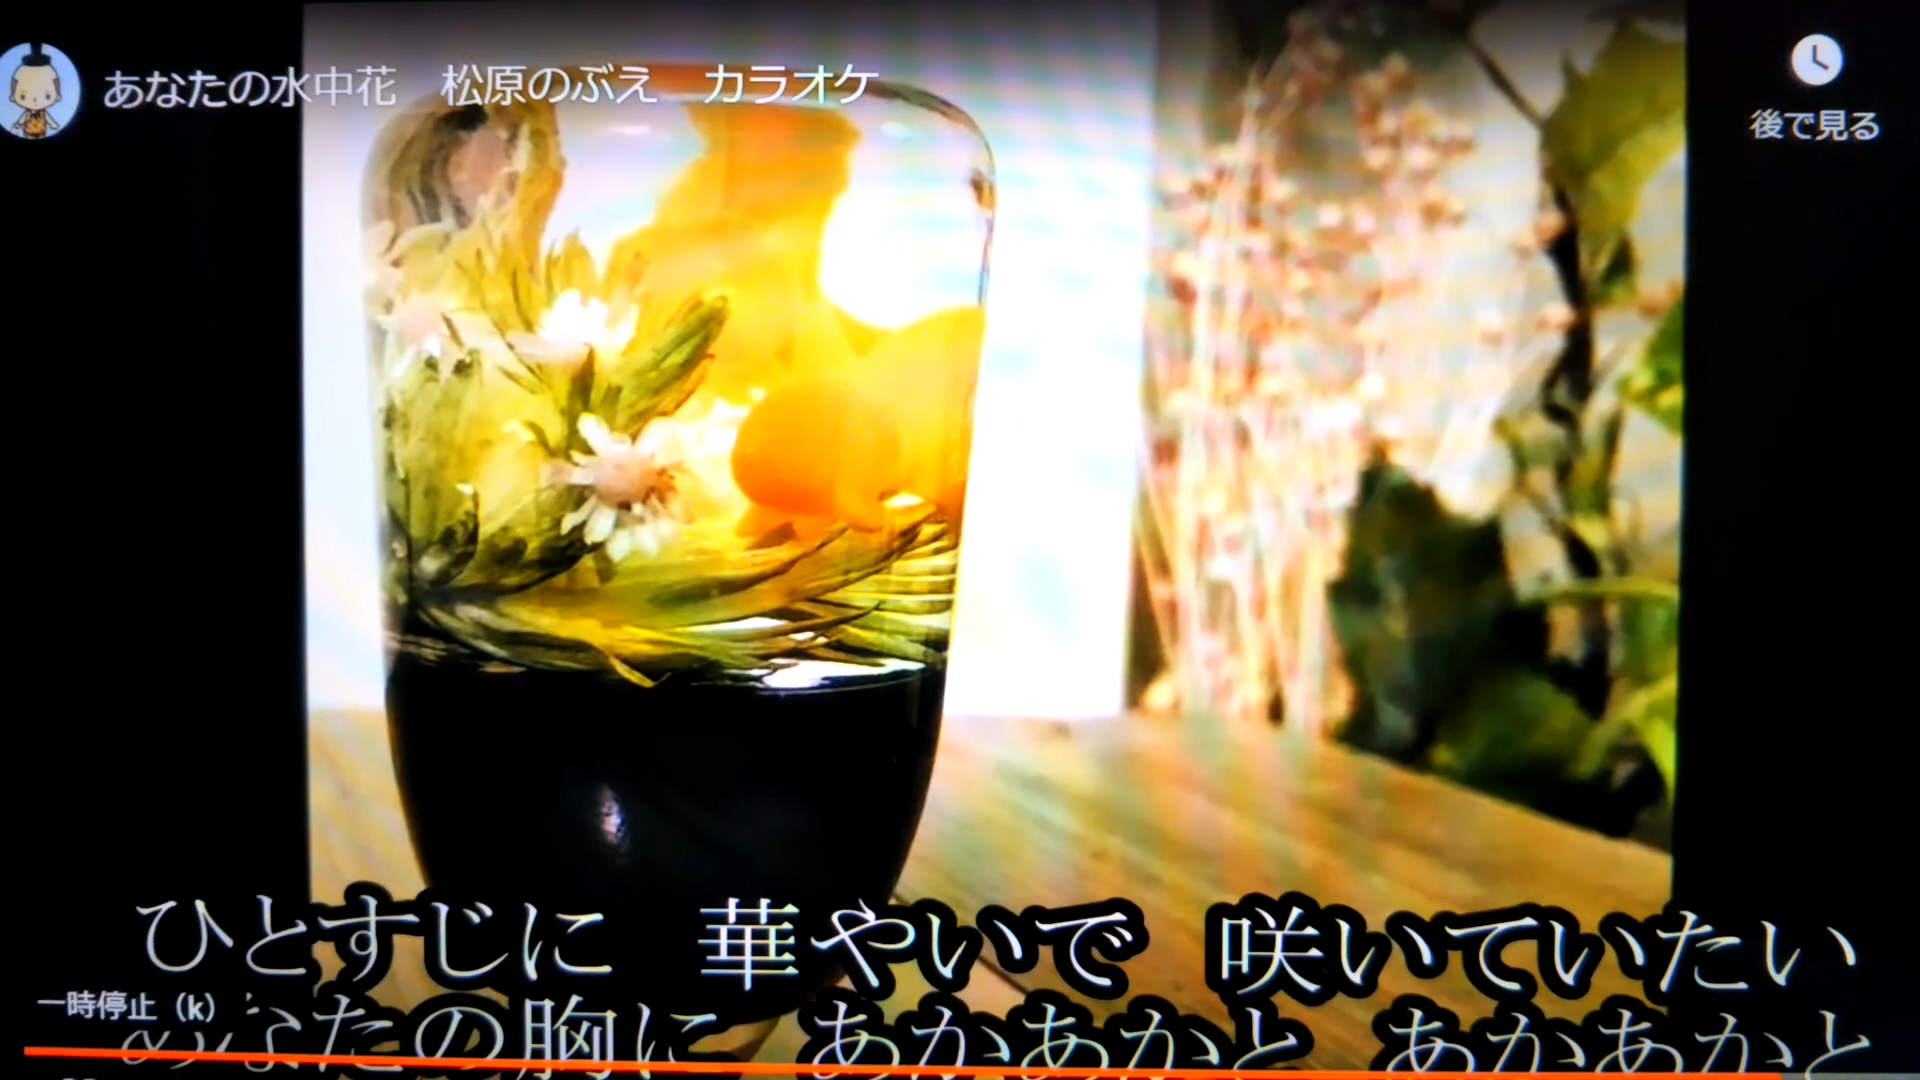 あなたの水中花　松原のぶえ　カラオケ
後で見る
ひとすじに　華やいで　咲いていたい
一時停止（k）
あなたの胸に　あかあかと　あかあかと